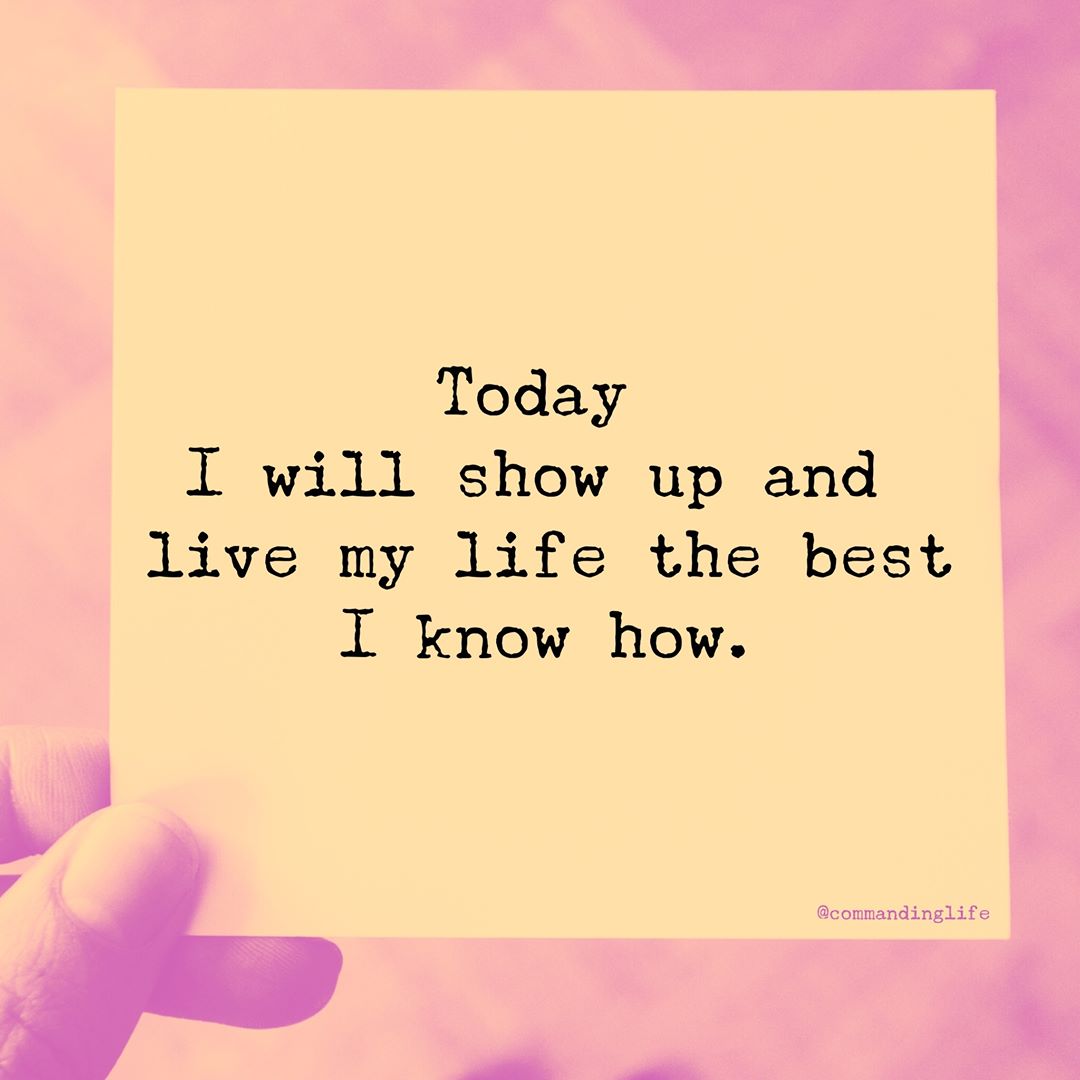 Today
I will show up and
live my life the best
I know how.
@commandinglife